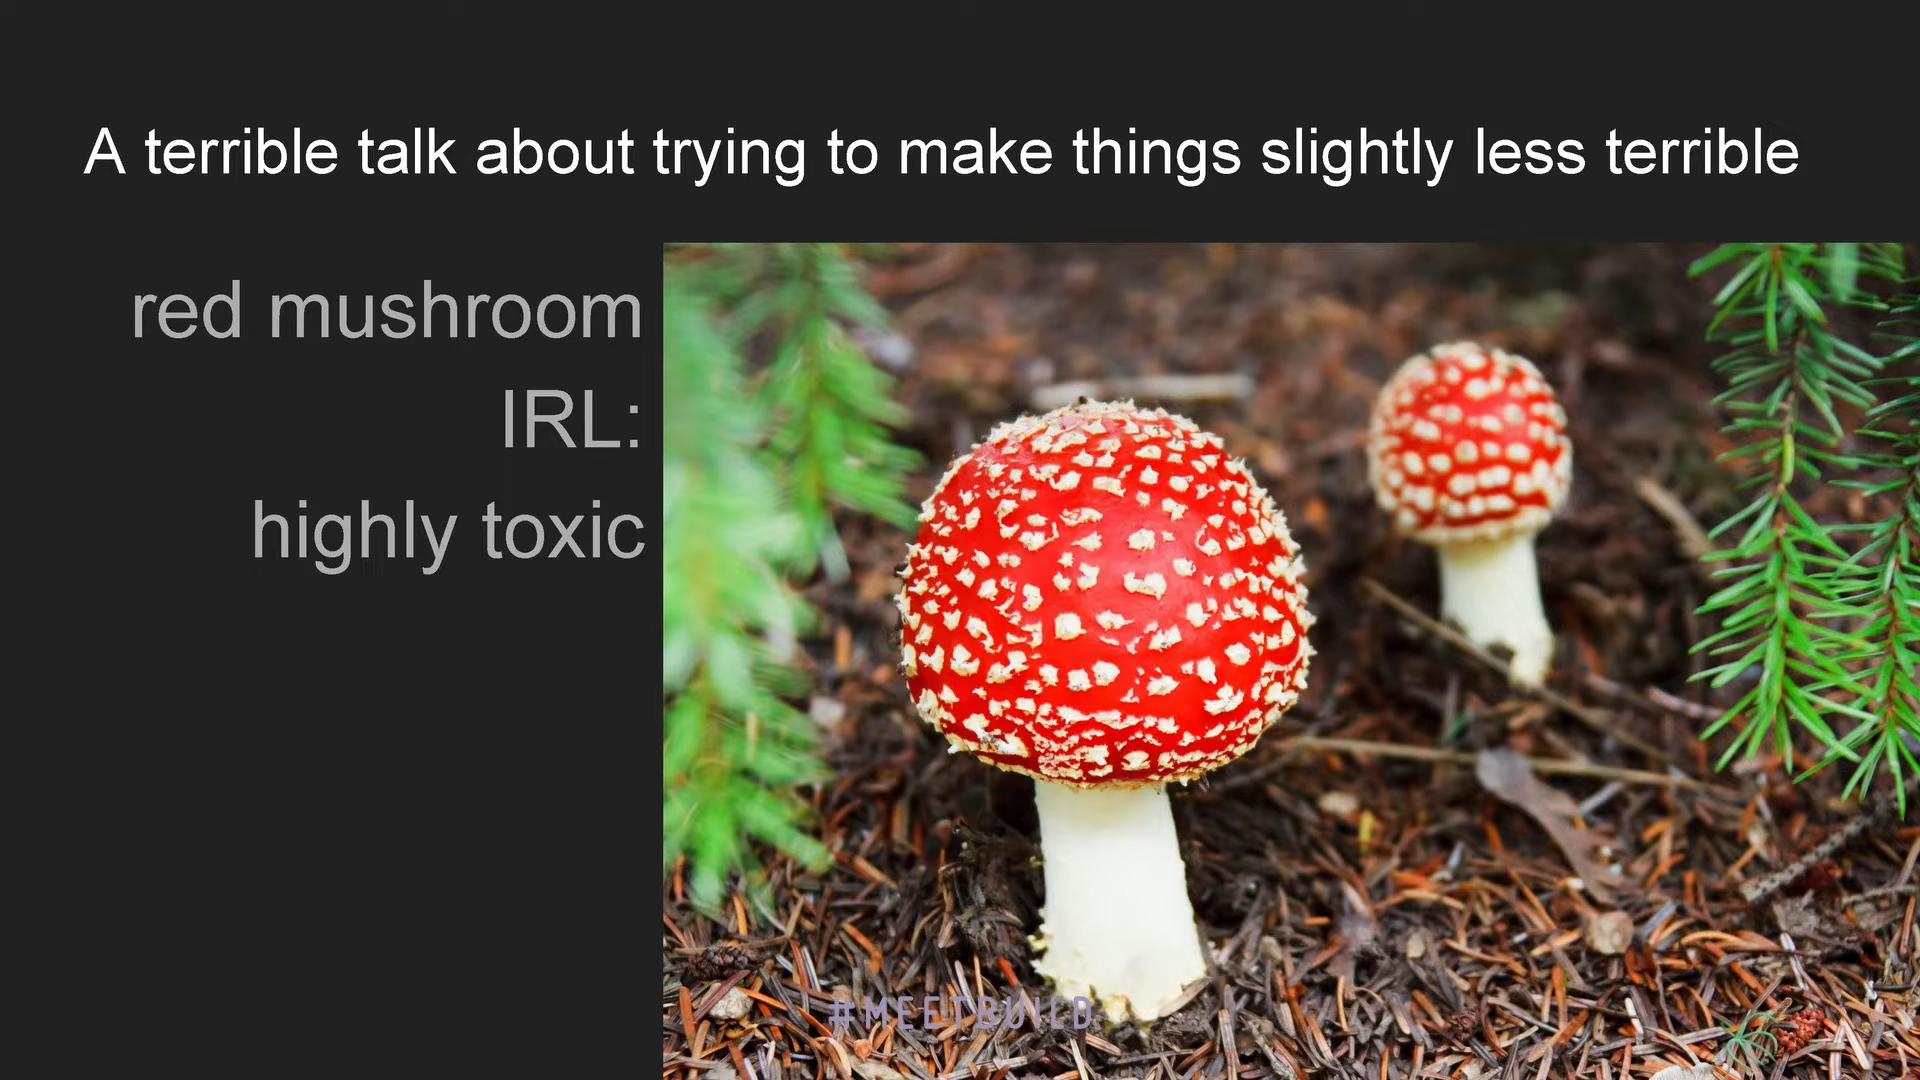 A terrible talk about trying to make things slightly less terrible
red mushroom
IRL:
highly toxic
#MEETBUILD